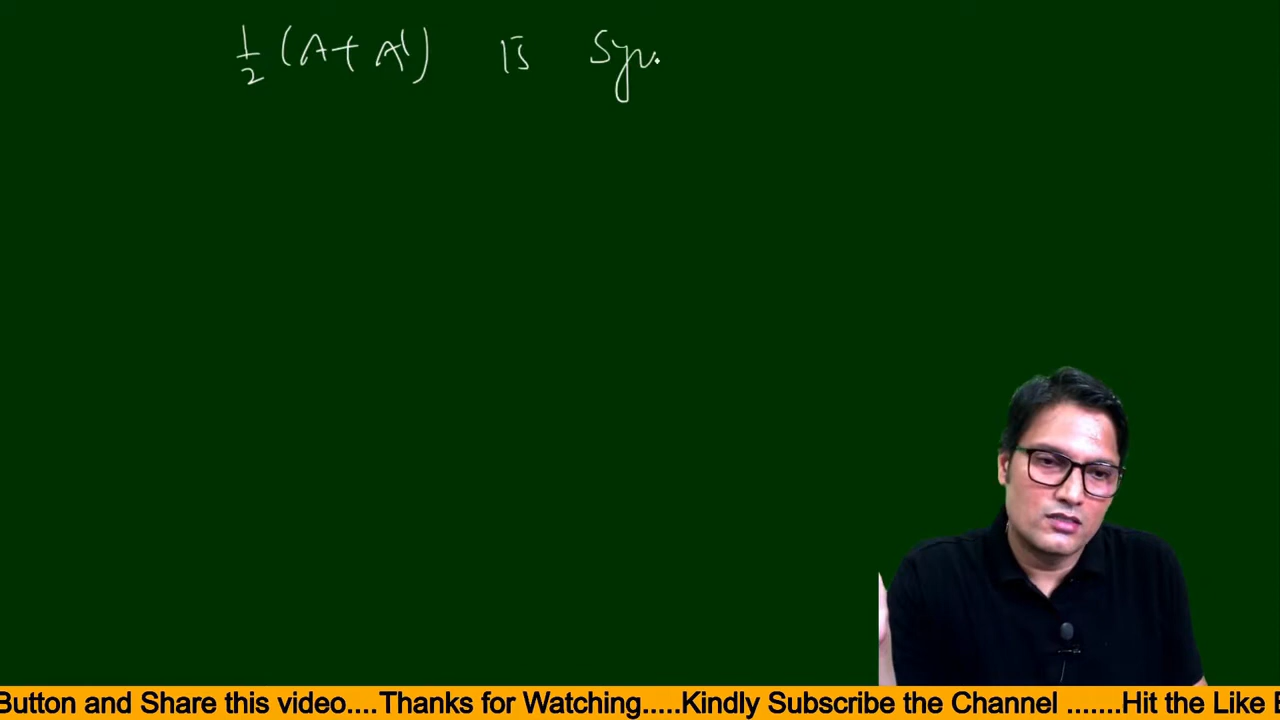 1/2 (A + A') is Sym.
Button and Share this video....Thanks for Watching.....Kindly Subscribe the Channel .......Hit the Like B